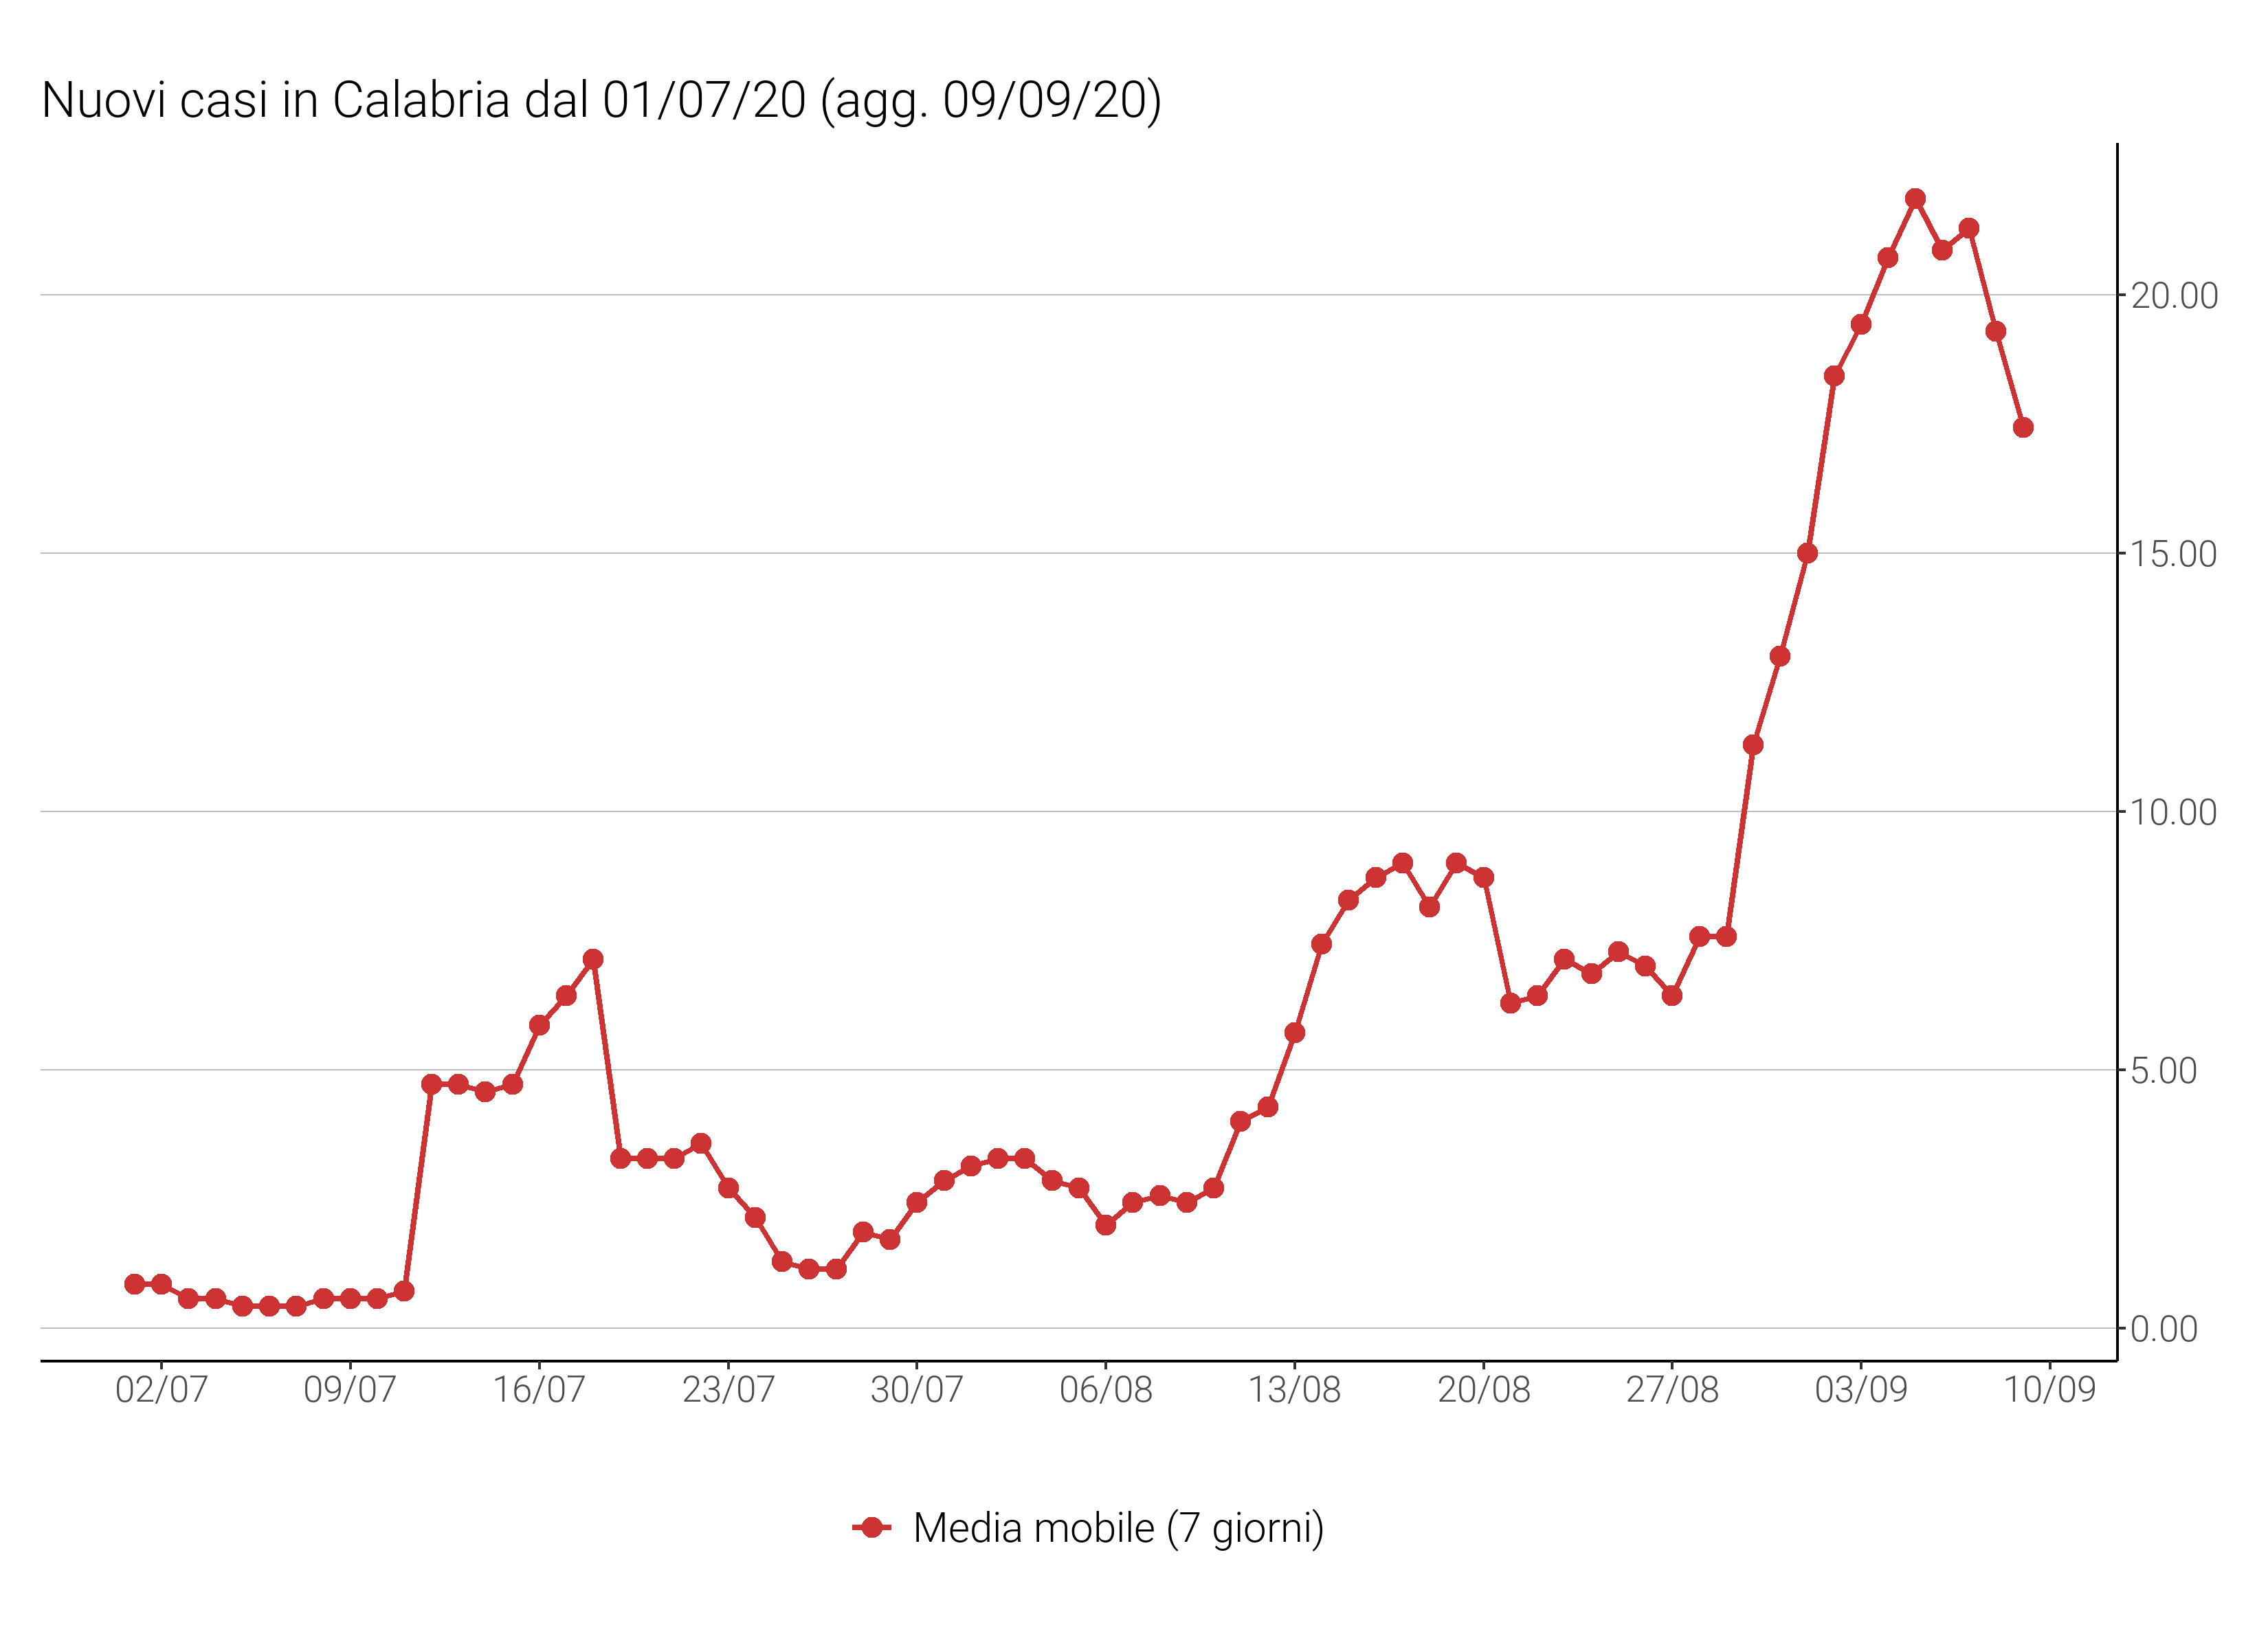 Nuovi casi in Calabria dal 01/07/20 (agg. 09/09/20)
20.00
15.00
10.00
5.00
0.00
02/07 09/07 16/07 23/07 30/07 06/08 13/08 20/08 27/08 03/09 10/09
Media mobile (7 giorni)